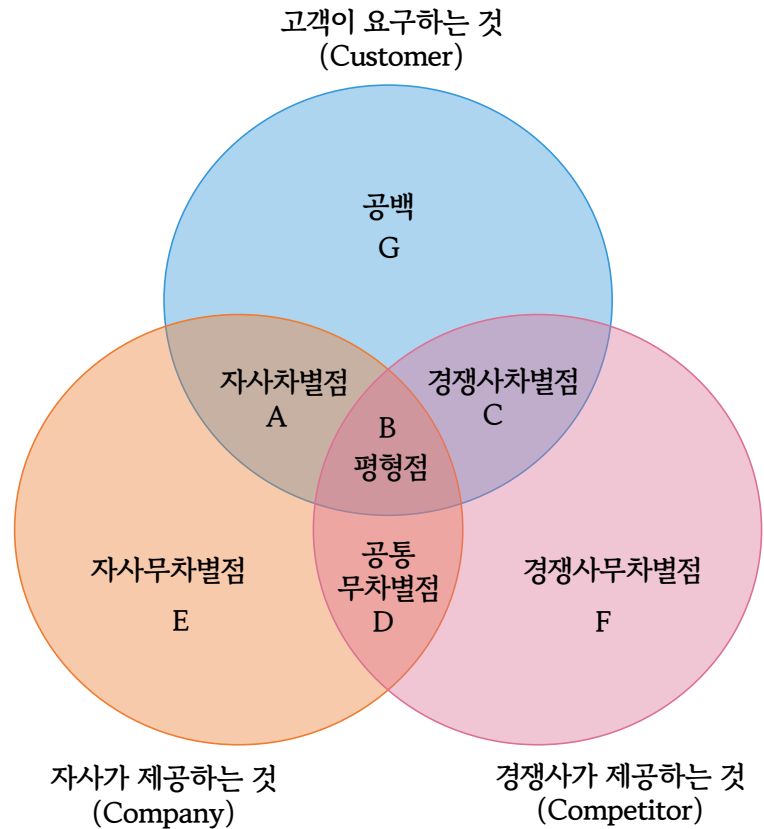 고객이 요구하는 것
(Customer)
공백
G
자사차별점
A
경쟁사차별점
C
B
평형점
자사무차별점
E
공통
무차별점
D
경쟁사무차별점
F
자사가 제공하는 것
(Company)
경쟁사가 제공하는 것
(Competitor)